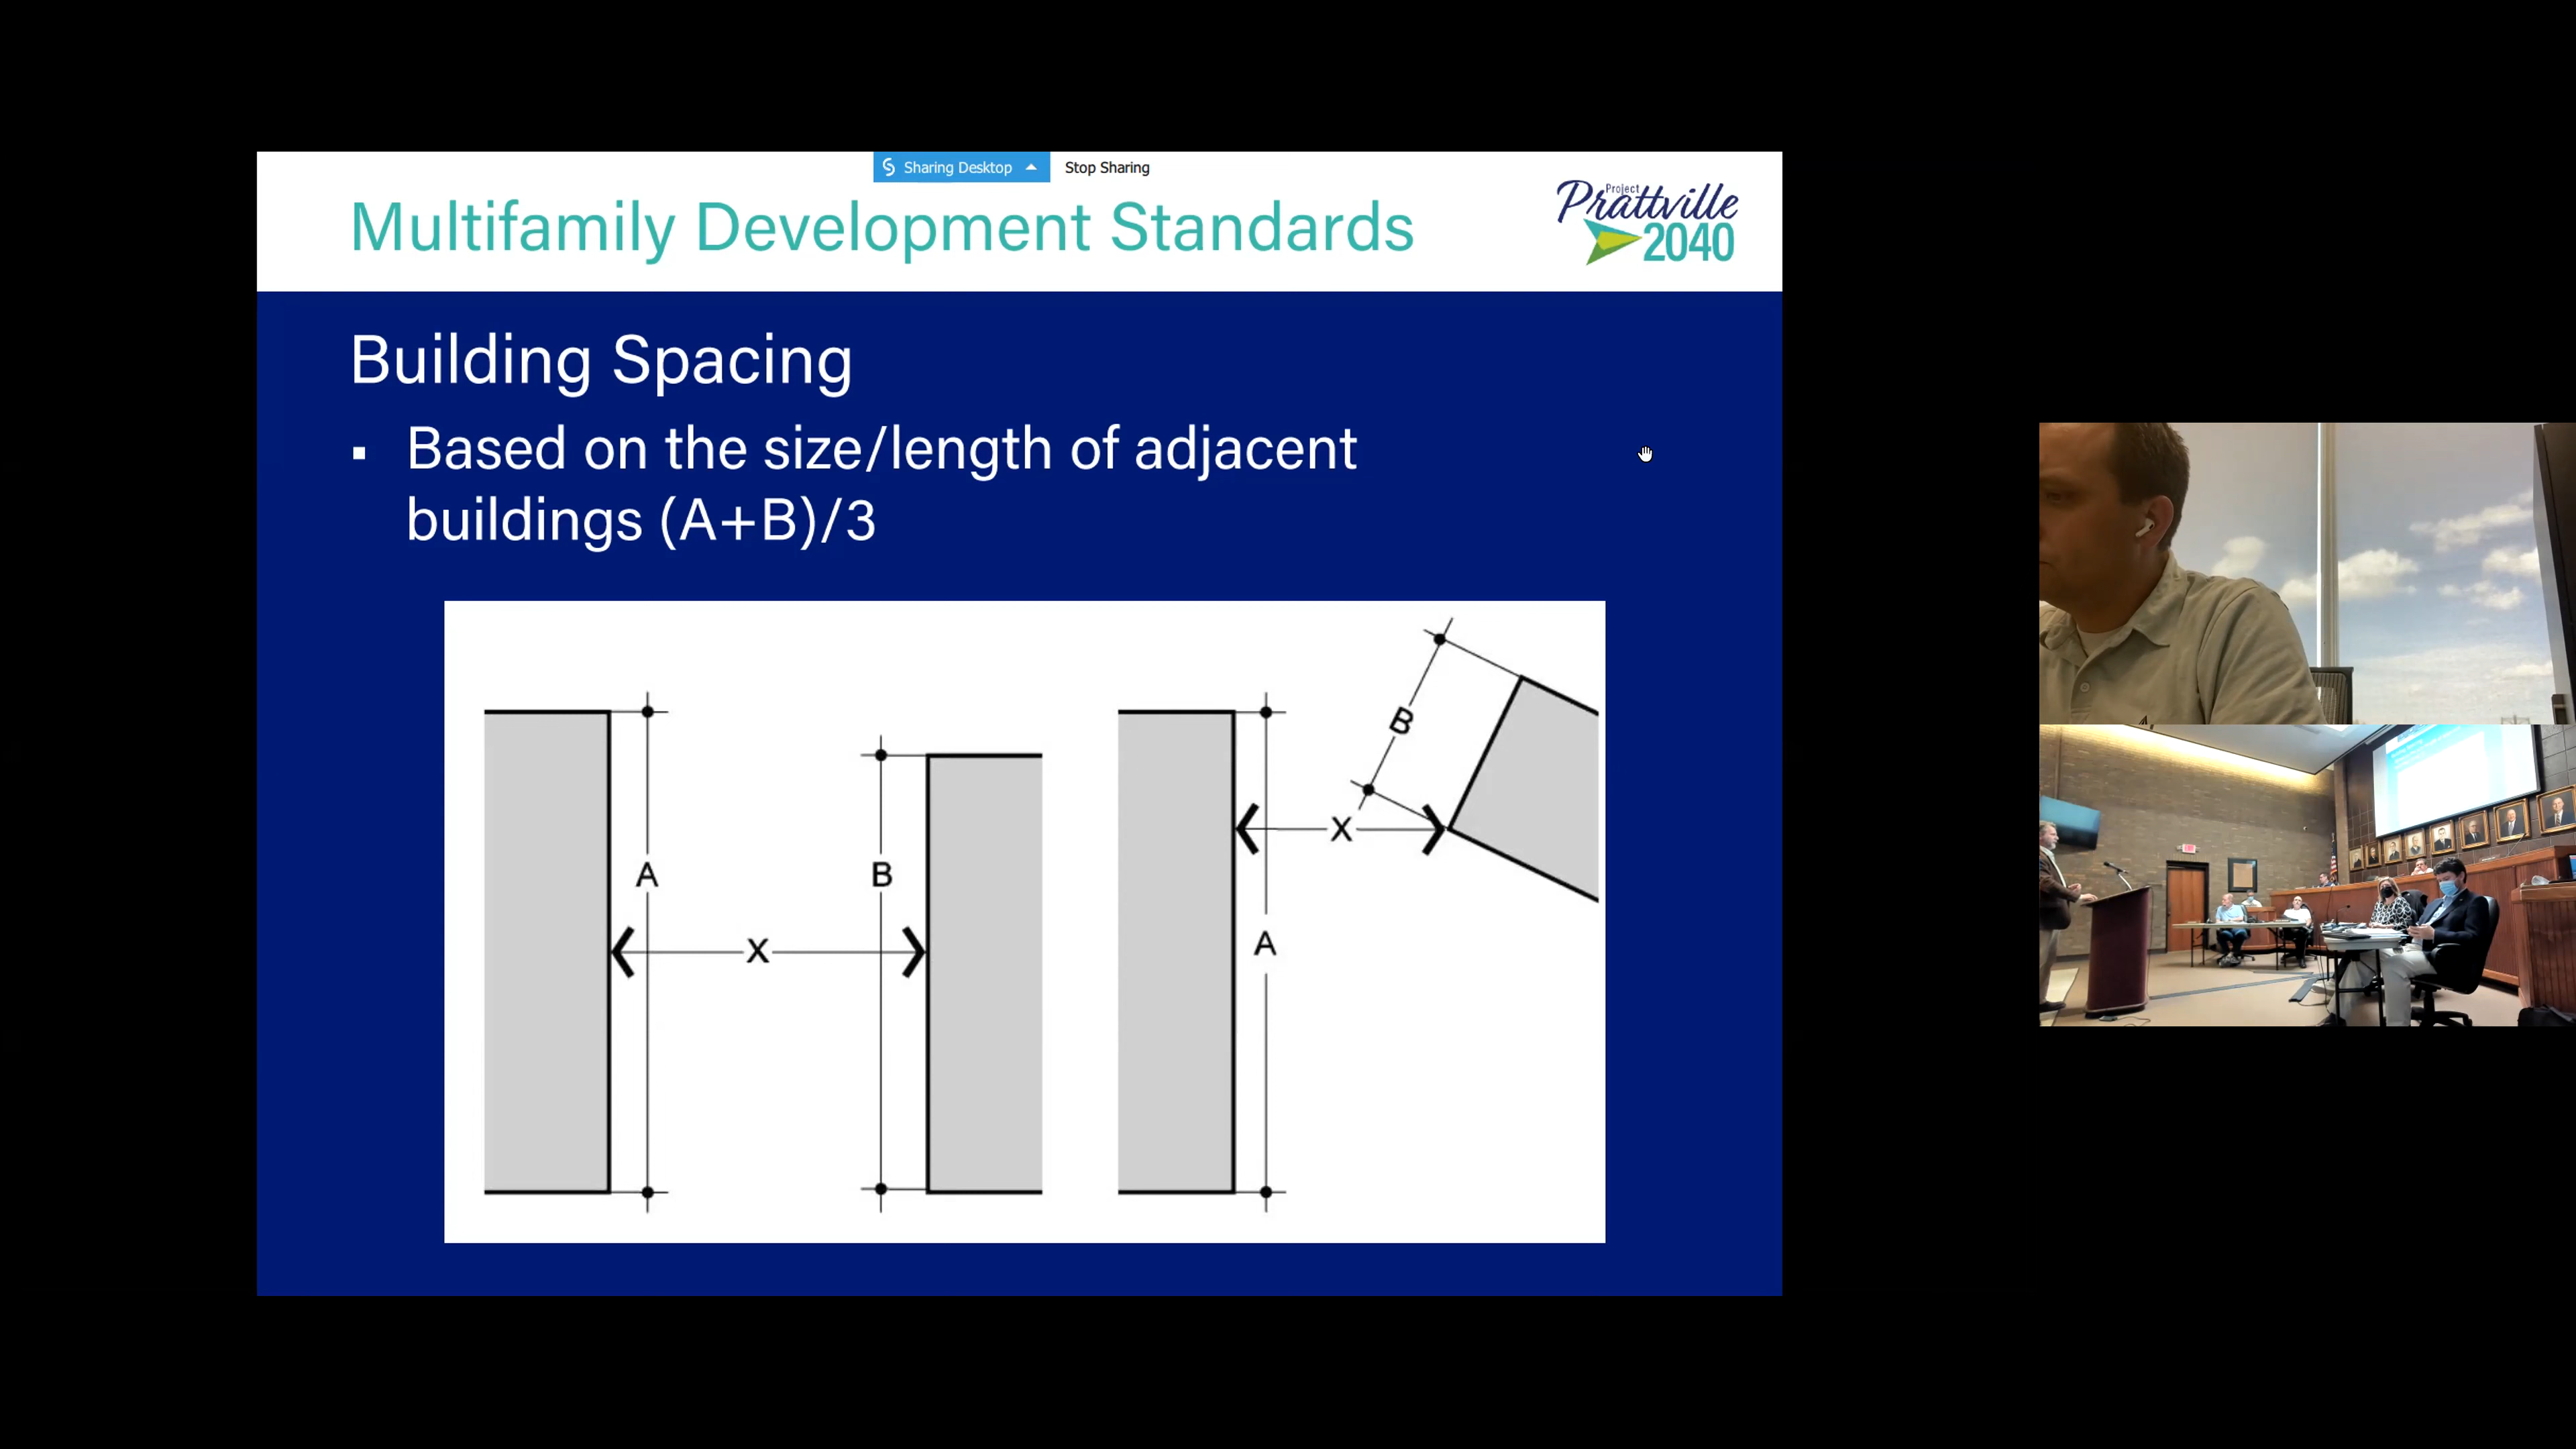 Sharing Desktop Stop Sharing
Multifamily Development Standards
Project
Prattville
2040
Building Spacing
▪ Based on the size/length of adjacent
buildings (A+B)/3
A
X
B
A
X
B